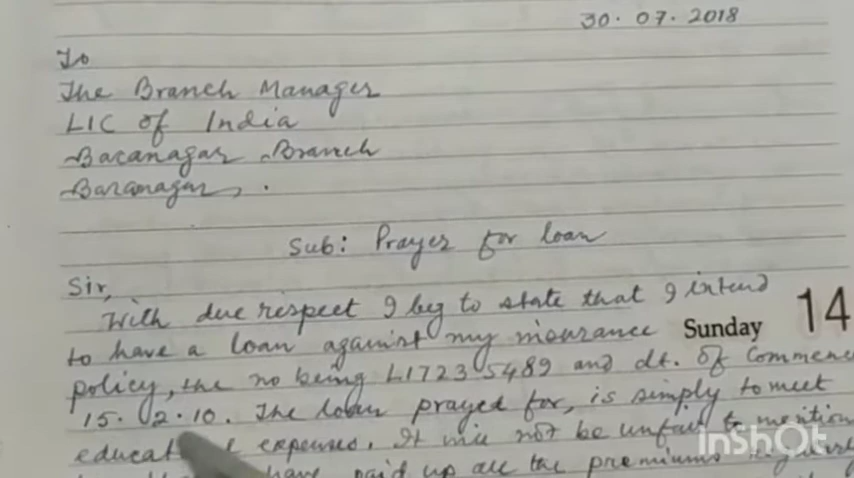 30.07.2018
To
The Branch Manager
LIC of India
Baranagar Branch
Baranagar,.
Sub: Prayer for loan
Sir,
With due respect I beg to state that I intend
to have a loan against my insurance Sunday 14
policy, the no being L17235489 and dt. of Commence
15.02.10. The loan prayed for, is simply to meet
educat expenses. It will not be unfair to mention
have paid up all the premiums
InShOt